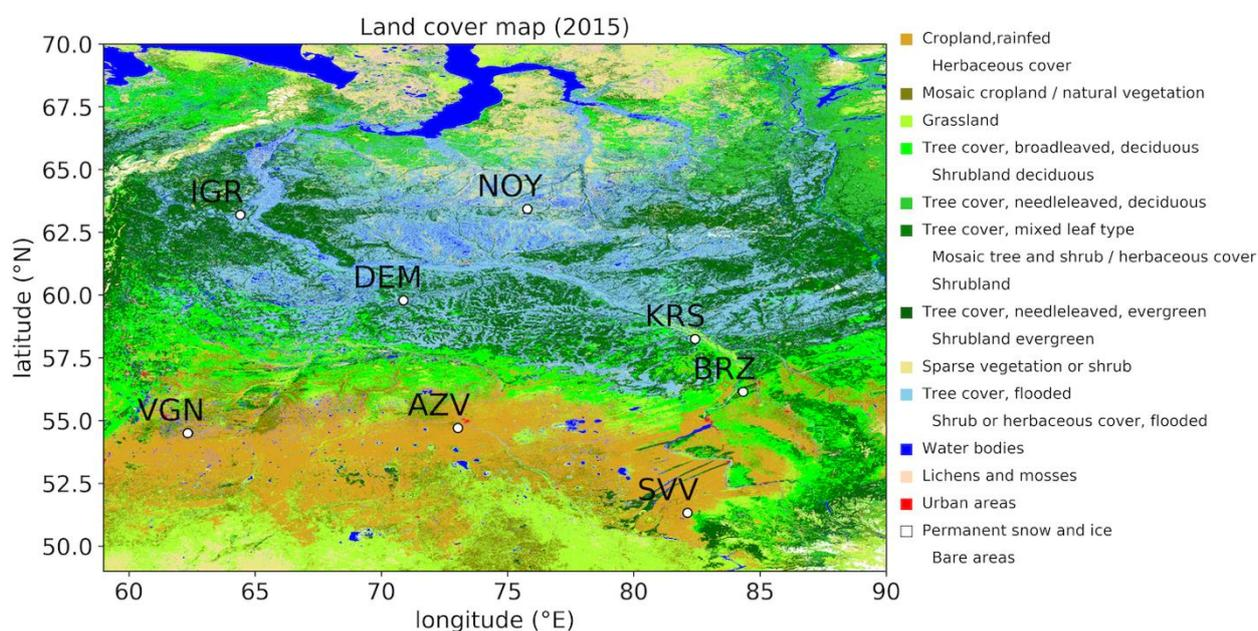 Land cover map (2015)
70.0
67.5
65.0
62.5
60.0
57.5
55.0
52.5
50.0
latitude (°N)
IGR
NOY
DEM
KRS
BRZ
VGN
AZV
SVV
60
65
70
75
80
85
90
longitude (°E)
Cropland,rainfed
Herbaceous cover
Mosaic cropland / natural vegetation
Grassland
Tree cover, broadleaved, deciduous
Shrubland deciduous
Tree cover, needleleaved, deciduous
Tree cover, mixed leaf type
Mosaic tree and shrub / herbaceous cover
Shrubland
Tree cover, needleleaved, evergreen
Shrubland evergreen
Sparse vegetation or shrub
Tree cover, flooded
Shrub or herbaceous cover, flooded
Water bodies
Lichens and mosses
Urban areas
Permanent snow and ice
Bare areas